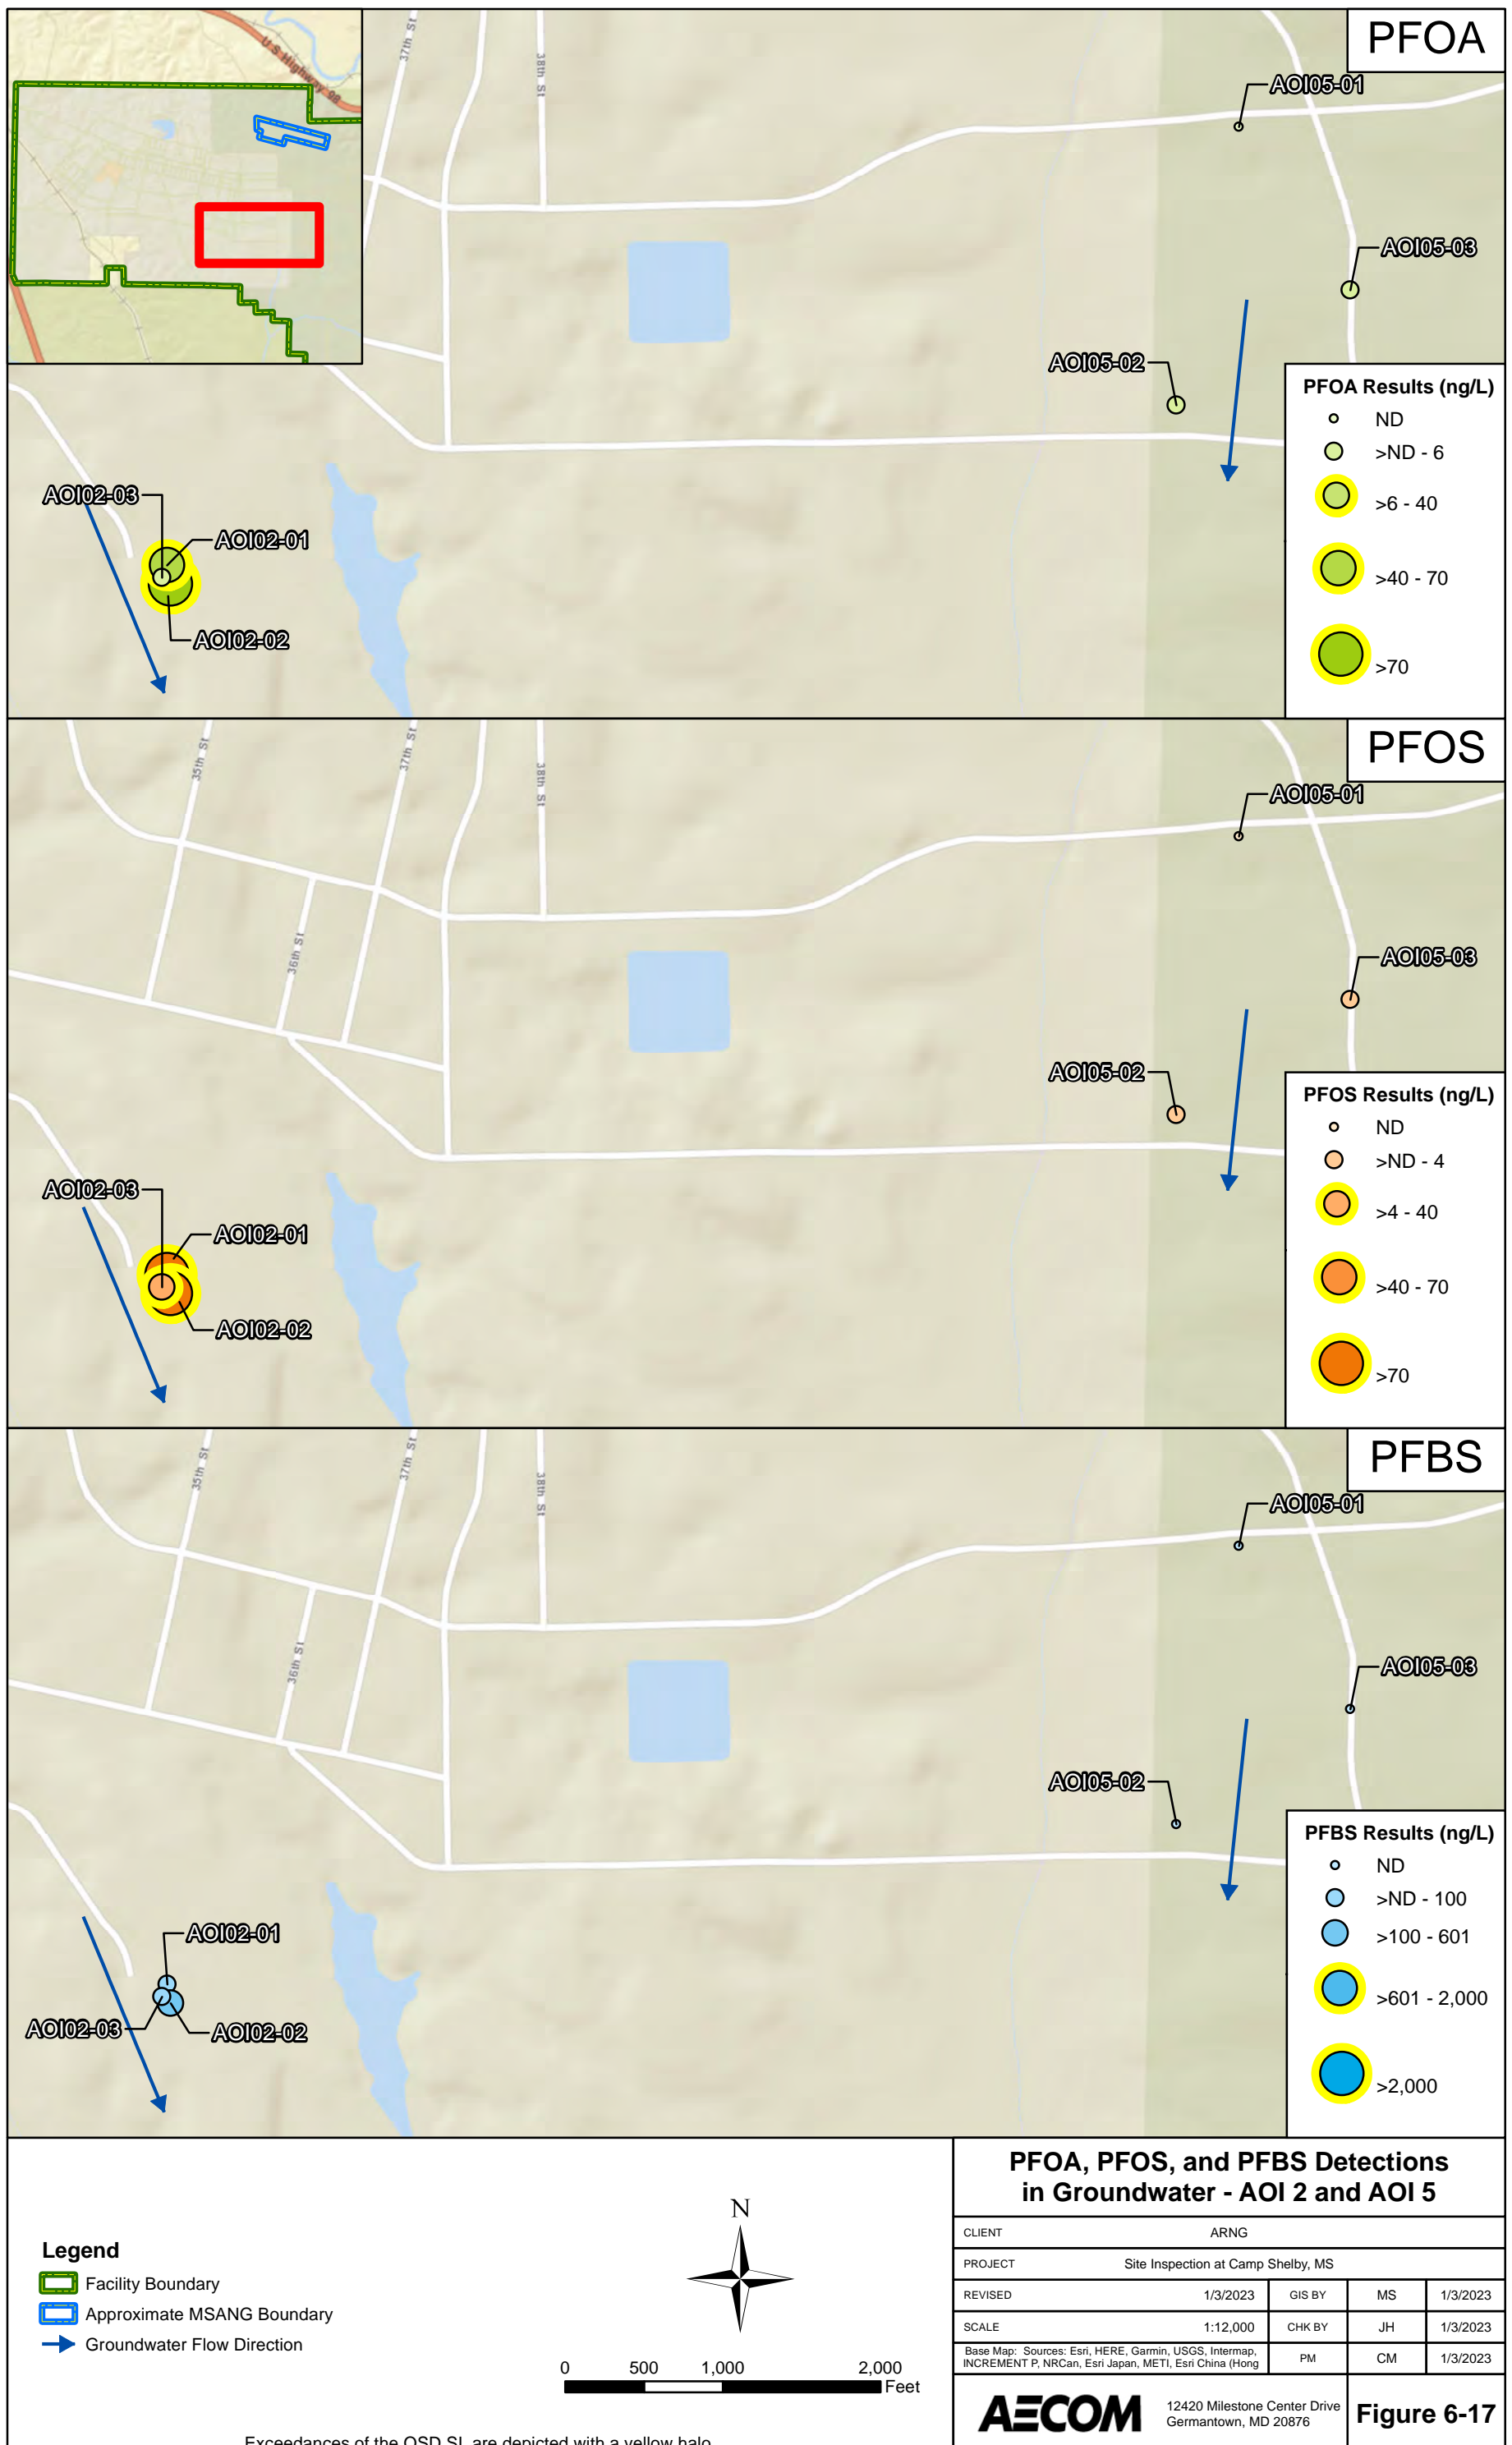 PFOA
U S Highway 98
37th St
38th St
AOI05-01
AOI05-03
AOI05-02
AOI02-03
AOI02-01
AOI02-02
PFOA Results (ng/L)
ND
>ND - 6
>6 - 40
>40 - 70
>70
PFOS
35th St
37th St
38th St
36th St
AOI05-01
AOI05-03
AOI05-02
AOI02-03
AOI02-01
AOI02-02
PFOS Results (ng/L)
ND
>ND - 4
>4 - 40
>40 - 70
>70
PFBS
35th St
37th St
38th St
36th St
AOI05-01
AOI05-03
AOI05-02
AOI02-01
AOI02-03
AOI02-02
PFBS Results (ng/L)
ND
>ND - 100
>100 - 601
>601 - 2,000
>2,000
Legend
Facility Boundary
Approximate MSANG Boundary
Groundwater Flow Direction
N
0 500 1,000 2,000
Feet
Exceedances of the OSD SL are depicted with a yellow halo
PFOA, PFOS, and PFBS Detections
in Groundwater - AOI 2 and AOI 5
CLIENT ARNG
PROJECT Site Inspection at Camp Shelby, MS
REVISED 1/3/2023 GIS BY MS 1/3/2023
SCALE 1:12,000 CHK BY JH 1/3/2023
Base Map: Sources: Esri, HERE, Garmin, USGS, Intermap,
INCREMENT P, NRCan, Esri Japan, METI, Esri China (Hong
PM CM 1/3/2023
AECOM
12420 Milestone Center Drive
Germantown, MD 20876
Figure 6-17